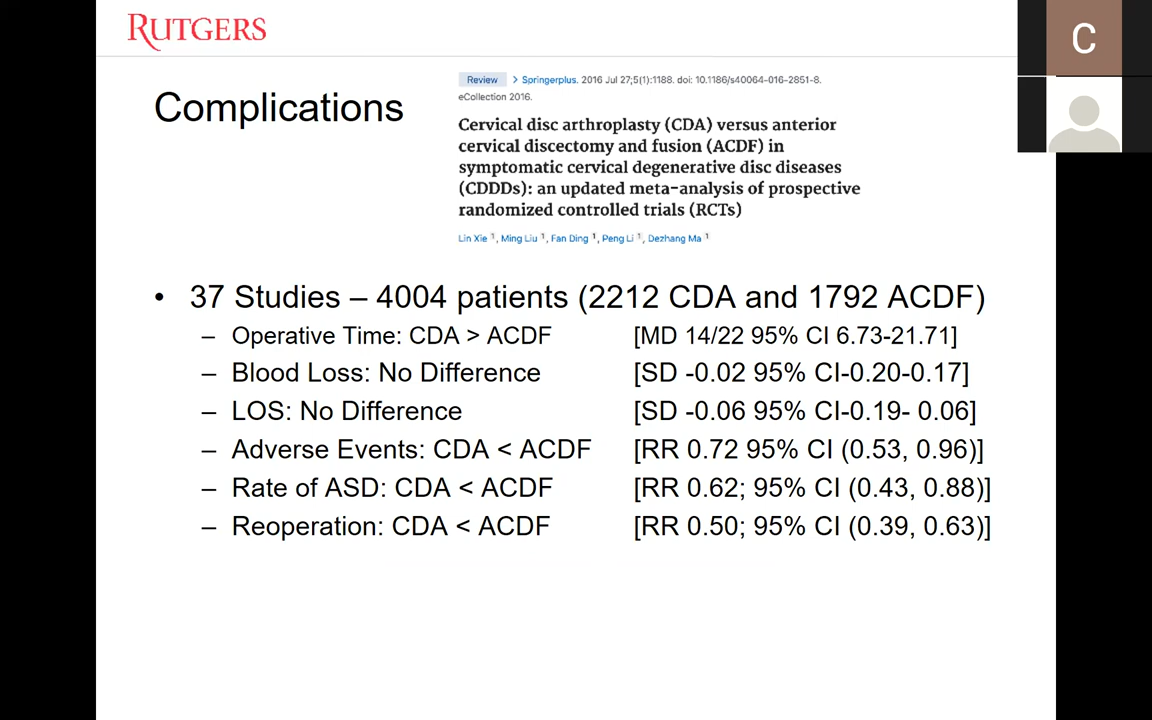 RUTGERS
C
Complications
Review > Springerplus. 2016 Jul 27;5(1):1188. doi: 10.1186/s40064-016-2851-8.
eCollection 2016.
Cervical disc arthroplasty (CDA) versus anterior
cervical discectomy and fusion (ACDF) in
symptomatic cervical degenerative disc diseases
(CDDDs): an updated meta-analysis of prospective
randomized controlled trials (RCTs)
Lin Xie 1, Ming Liu 1, Fan Ding 1, Peng Li 1, Dezhang Ma 1
• 37 Studies – 4004 patients (2212 CDA and 1792 ACDF)
– Operative Time: CDA > ACDF [MD 14/22 95% CI 6.73-21.71]
– Blood Loss: No Difference [SD -0.02 95% CI-0.20-0.17]
– LOS: No Difference [SD -0.06 95% CI-0.19- 0.06]
– Adverse Events: CDA < ACDF [RR 0.72 95% CI (0.53, 0.96)]
– Rate of ASD: CDA < ACDF [RR 0.62; 95% CI (0.43, 0.88)]
– Reoperation: CDA < ACDF [RR 0.50; 95% CI (0.39, 0.63)]